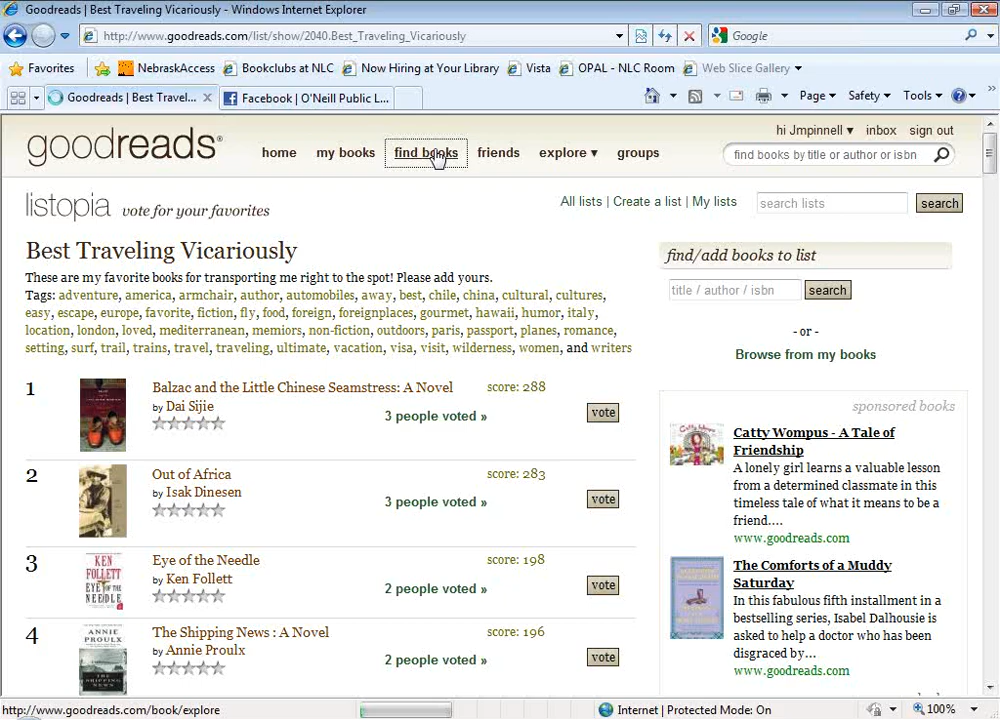 Goodreads | Best Traveling Vicariously - Windows Internet Explorer
http://www.goodreads.com/list/show/2040.Best_Traveling_Vicariously
Google
Favorites NebraskAccess Bookclubs at NLC Now Hiring at Your Library Vista OPAL - NLC Room Web Slice Gallery
Goodreads | Best Travel... Facebook | O'Neill Public L...
Page Safety Tools
hi Jmpinnell inbox sign out
goodreads
home my books find books friends explore groups
find books by title or author or isbn
listopia vote for your favorites
All lists | Create a list | My lists
search lists search
Best Traveling Vicariously
These are my favorite books for transporting me right to the spot! Please add yours.
Tags: adventure, america, armchair, author, automobiles, away, best, chile, china, cultural, cultures,
easy, escape, europe, favorite, fiction, fly, food, foreign, foreignplaces, gourmet, hawaii, humor, italy,
location, london, loved, mediterranean, memiors, non-fiction, outdoors, paris, passport, planes, romance,
setting, surf, trail, trains, travel, traveling, ultimate, vacation, visa, visit, wilderness, women, and writers
1
Balzac and the Little Chinese Seamstress: A Novel
by Dai Sijie
score: 288
3 people voted »
vote
2
Out of Africa
by Isak Dinesen
score: 283
3 people voted »
vote
3
KEN
FOLLETT
EYE OF
THE
NEEDLE
Eye of the Needle
by Ken Follett
score: 198
2 people voted »
vote
4
ANNIE
PROULX
THE
SHIPPING
NEWS
The Shipping News : A Novel
by Annie Proulx
score: 196
2 people voted »
vote
find/add books to list
title / author / isbn search
- or -
Browse from my books
sponsored books
Catty Wompus - A Tale of
Friendship
A lonely girl learns a valuable lesson
from a determined classmate in this
timeless tale of what it means to be a
friend....
www.goodreads.com
The Comforts of a Muddy
Saturday
In this fabulous fifth installment in a
bestselling series, Isabel Dalhousie is
asked to help a doctor who has been
disgraced by...
www.goodreads.com
http://www.goodreads.com/book/explore
Internet | Protected Mode: On
100%